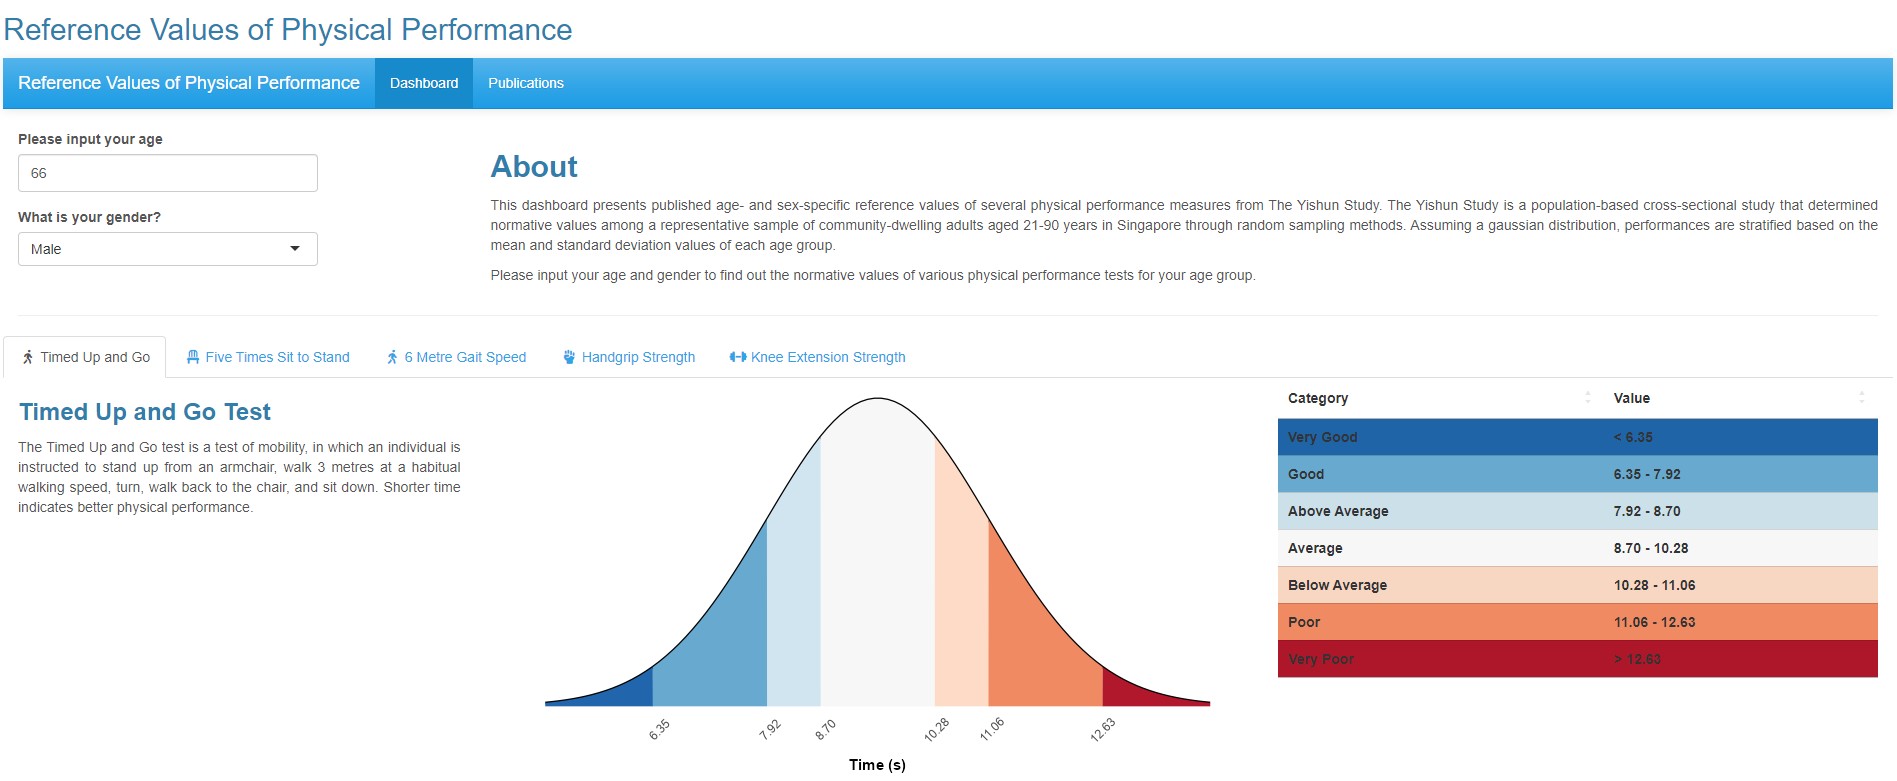 Reference Values of Physical Performance
Reference Values of Physical Performance
Dashboard
Publications
Please input your age
66
What is your gender?
Male
About
This dashboard presents published age- and sex-specific reference values of several physical performance measures from The Yishun Study. The Yishun Study is a population-based cross-sectional study that determined
normative values among a representative sample of community-dwelling adults aged 21-90 years in Singapore through random sampling methods. Assuming a gaussian distribution, performances are stratified based on the
mean and standard deviation values of each age group.
Please input your age and gender to find out the normative values of various physical performance tests for your age group.
Timed Up and Go
Five Times Sit to Stand
6 Metre Gait Speed
Handgrip Strength
Knee Extension Strength
Timed Up and Go Test
The Timed Up and Go test is a test of mobility, in which an individual is
instructed to stand up from an armchair, walk 3 metres at a habitual
walking speed, turn, walk back to the chair, and sit down. Shorter time
indicates better physical performance.
6.35
7.92
8.70
10.28
11.06
12.63
Time (s)
Category Value
Very Good < 6.35
Good 6.35 - 7.92
Above Average 7.92 - 8.70
Average 8.70 - 10.28
Below Average 10.28 - 11.06
Poor 11.06 - 12.63
Very Poor > 12.63